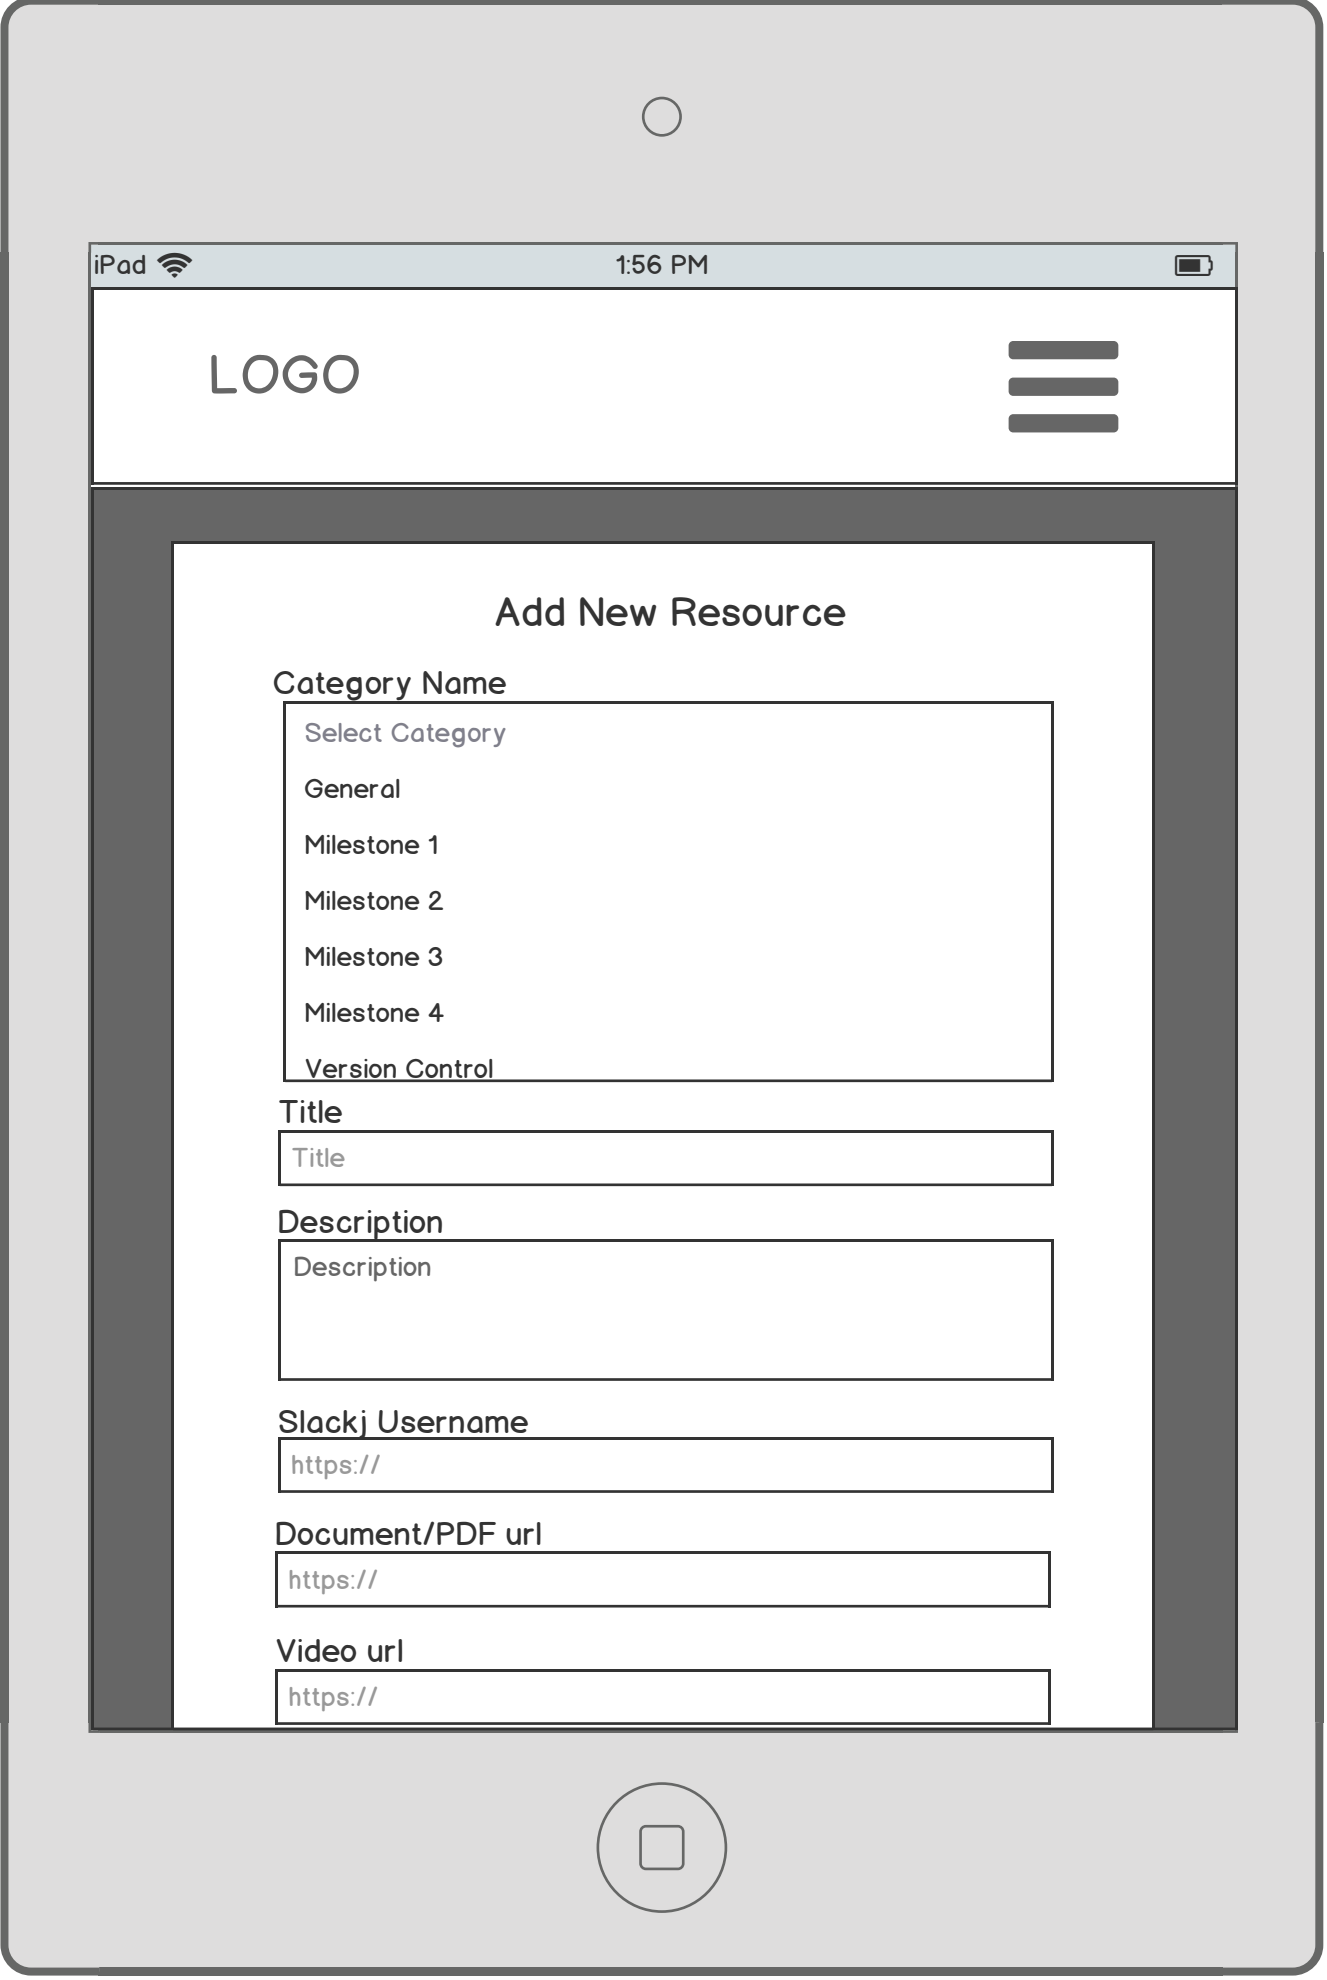 iPad 1:56 PM
LOGO
Add New Resource
Category Name
Select Category
General
Milestone 1
Milestone 2
Milestone 3
Milestone 4
Version Control
Title
Title
Description
Description
Slackj Username
https://
Document/PDF url
https://
Video url
https://